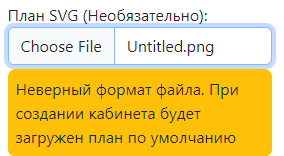 План SVG (Необязательно):
Choose File Untitled.png
Неверный формат файла. При
создании кабинета будет
загружен план по умолчанию